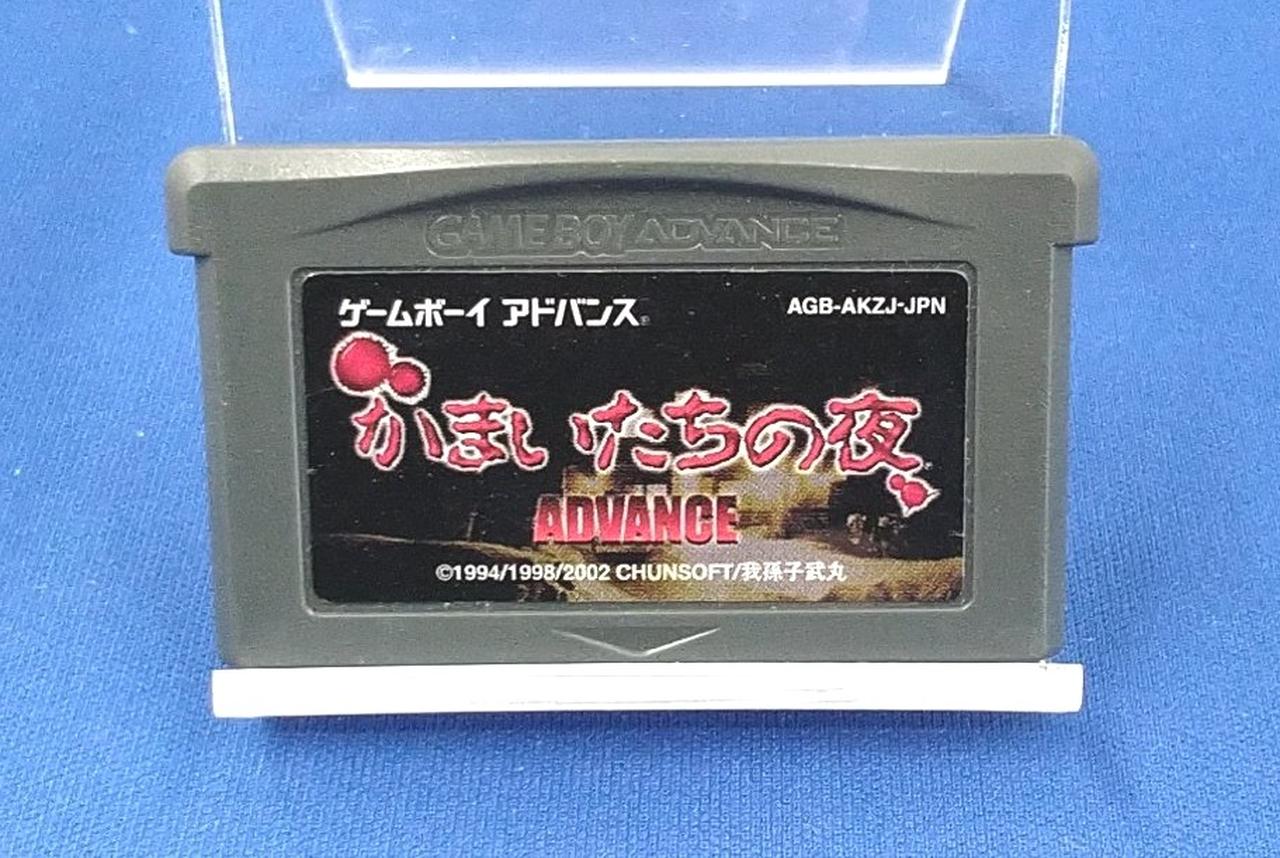 GAME BOY ADVANCE
ゲームボーイ アドバンス® AGB-AKZJ-JPN
かまいたちの夜
ADVANCE
©1994/1998/2002 CHUNSOFT/我孫子武丸